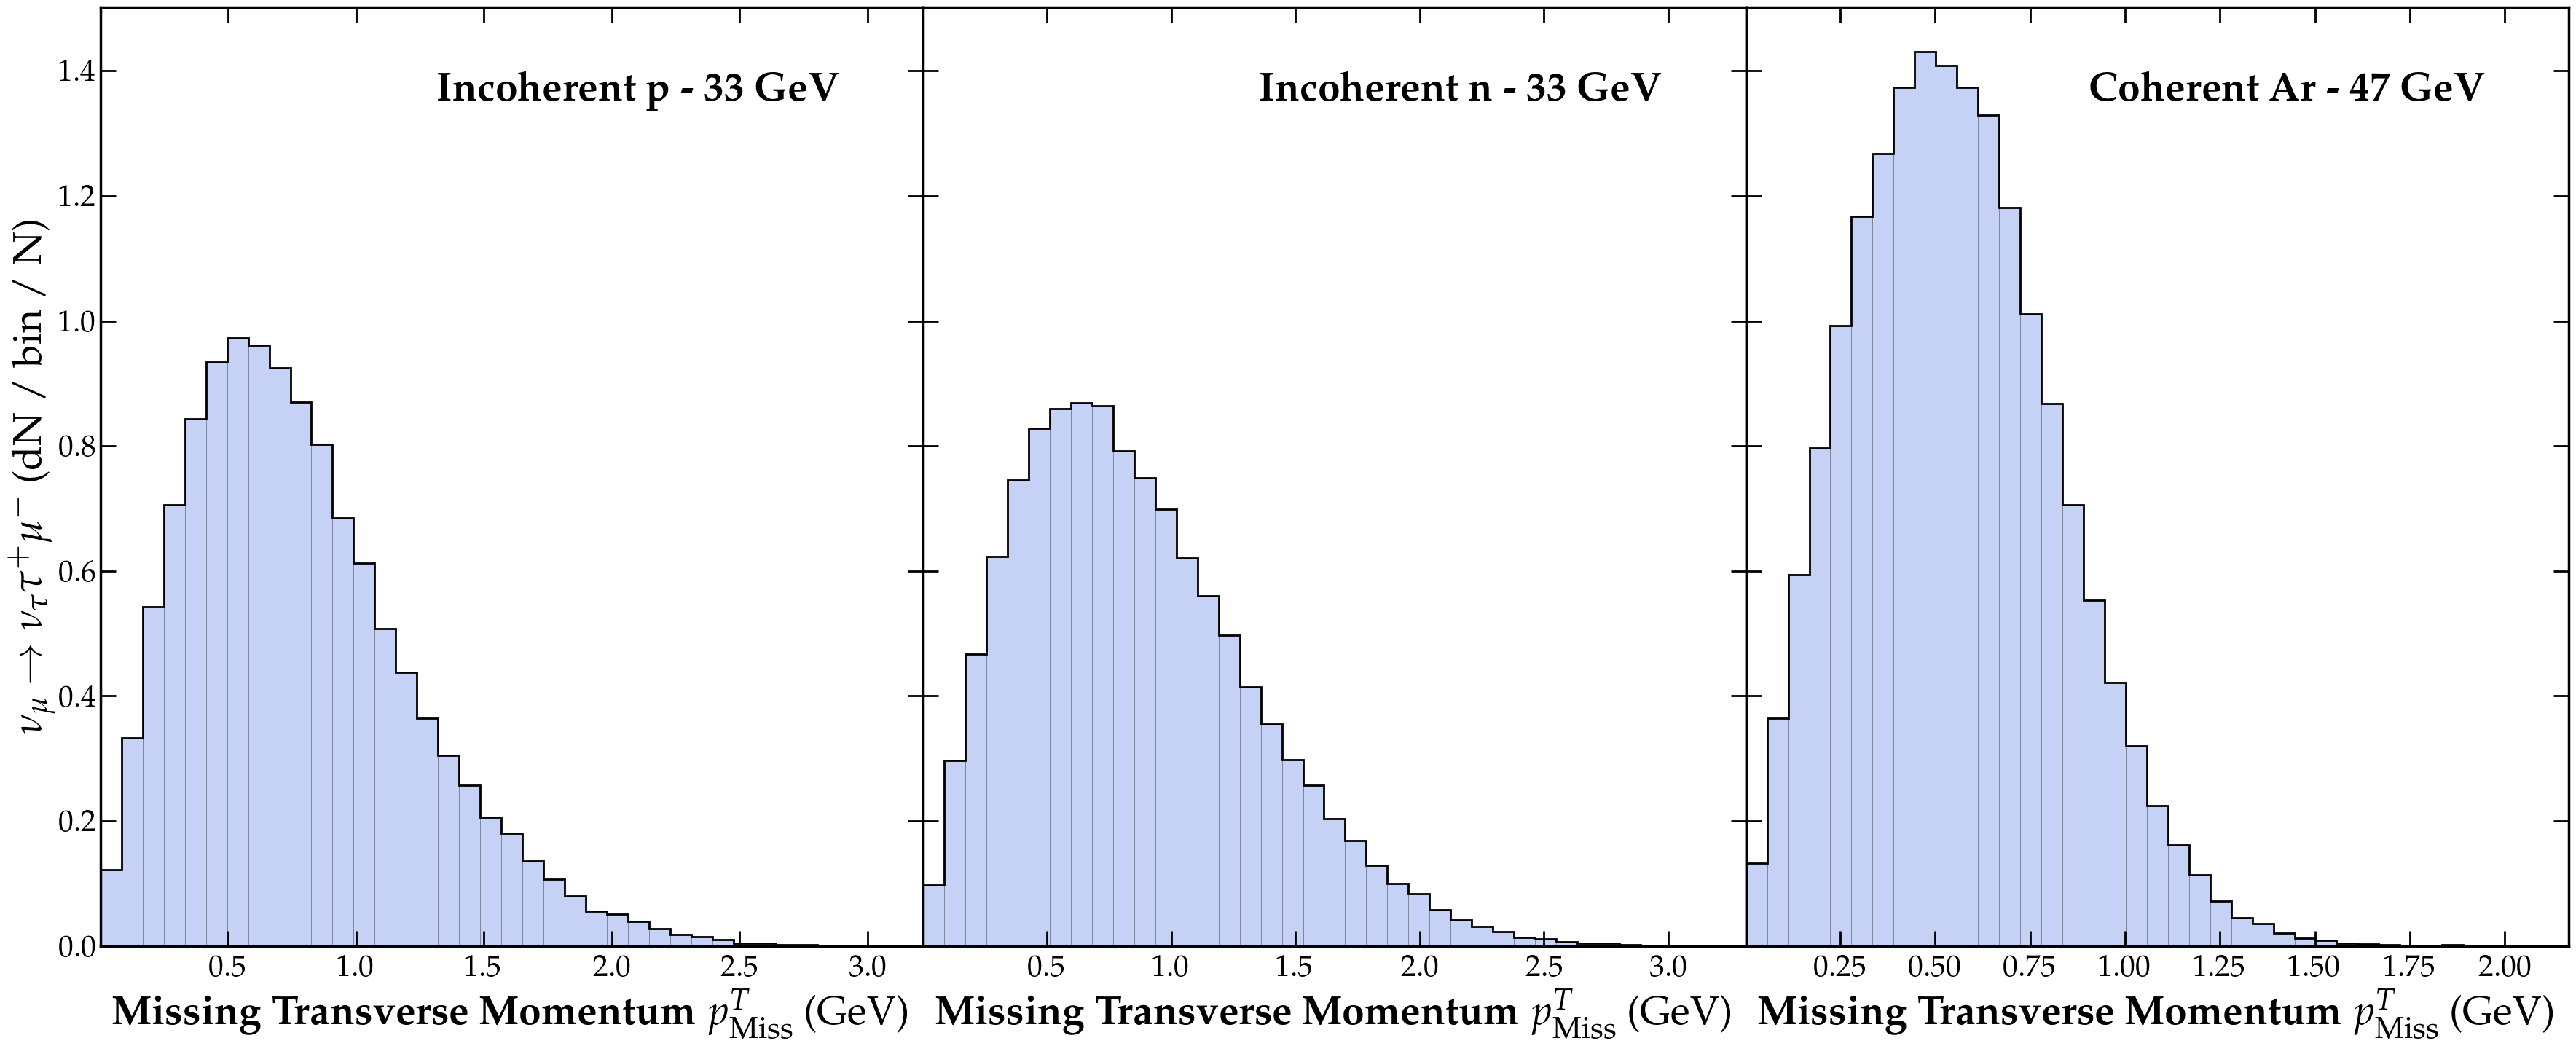 Incoherent p - 33 GeV
Incoherent n - 33 GeV
Coherent Ar - 47 GeV
ν_μ → ν_τ τ⁺ μ⁻ (dN / bin / N)
1.4
1.2
1.0
0.8
0.6
0.4
0.2
0.0
0.5 1.0 1.5 2.0 2.5 3.0
0.5 1.0 1.5 2.0 2.5 3.0
0.25 0.50 0.75 1.00 1.25 1.50 1.75 2.00
Missing Transverse Momentum p^T_Miss (GeV)
Missing Transverse Momentum p^T_Miss (GeV)
Missing Transverse Momentum p^T_Miss (GeV)